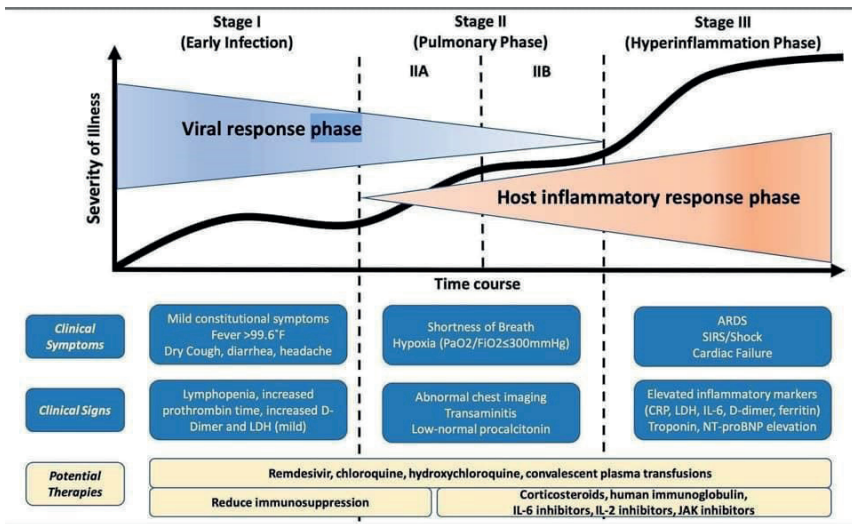 Stage I
(Early Infection)
Stage II
(Pulmonary Phase)
Stage III
(Hyperinflammation Phase)
IIA
IIB
Severity of Illness
Viral response phase
Host inflammatory response phase
Time course
Clinical
Symptoms
Mild constitutional symptoms
Fever >99.6°F
Dry Cough, diarrhea, headache
Shortness of Breath
Hypoxia (PaO2/FiO2≤300mmHg)
ARDS
SIRS/Shock
Cardiac Failure
Clinical Signs
Lymphopenia, increased
prothrombin time, increased D-
Dimer and LDH (mild)
Abnormal chest imaging
Transaminitis
Low-normal procalcitonin
Elevated inflammatory markers
(CRP, LDH, IL-6, D-dimer, ferritin)
Troponin, NT-proBNP elevation
Potential
Therapies
Remdesivir, chloroquine, hydroxychloroquine, convalescent plasma transfusions
Reduce immunosuppression
Corticosteroids, human immunoglobulin,
IL-6 inhibitors, IL-2 inhibitors, JAK inhibitors